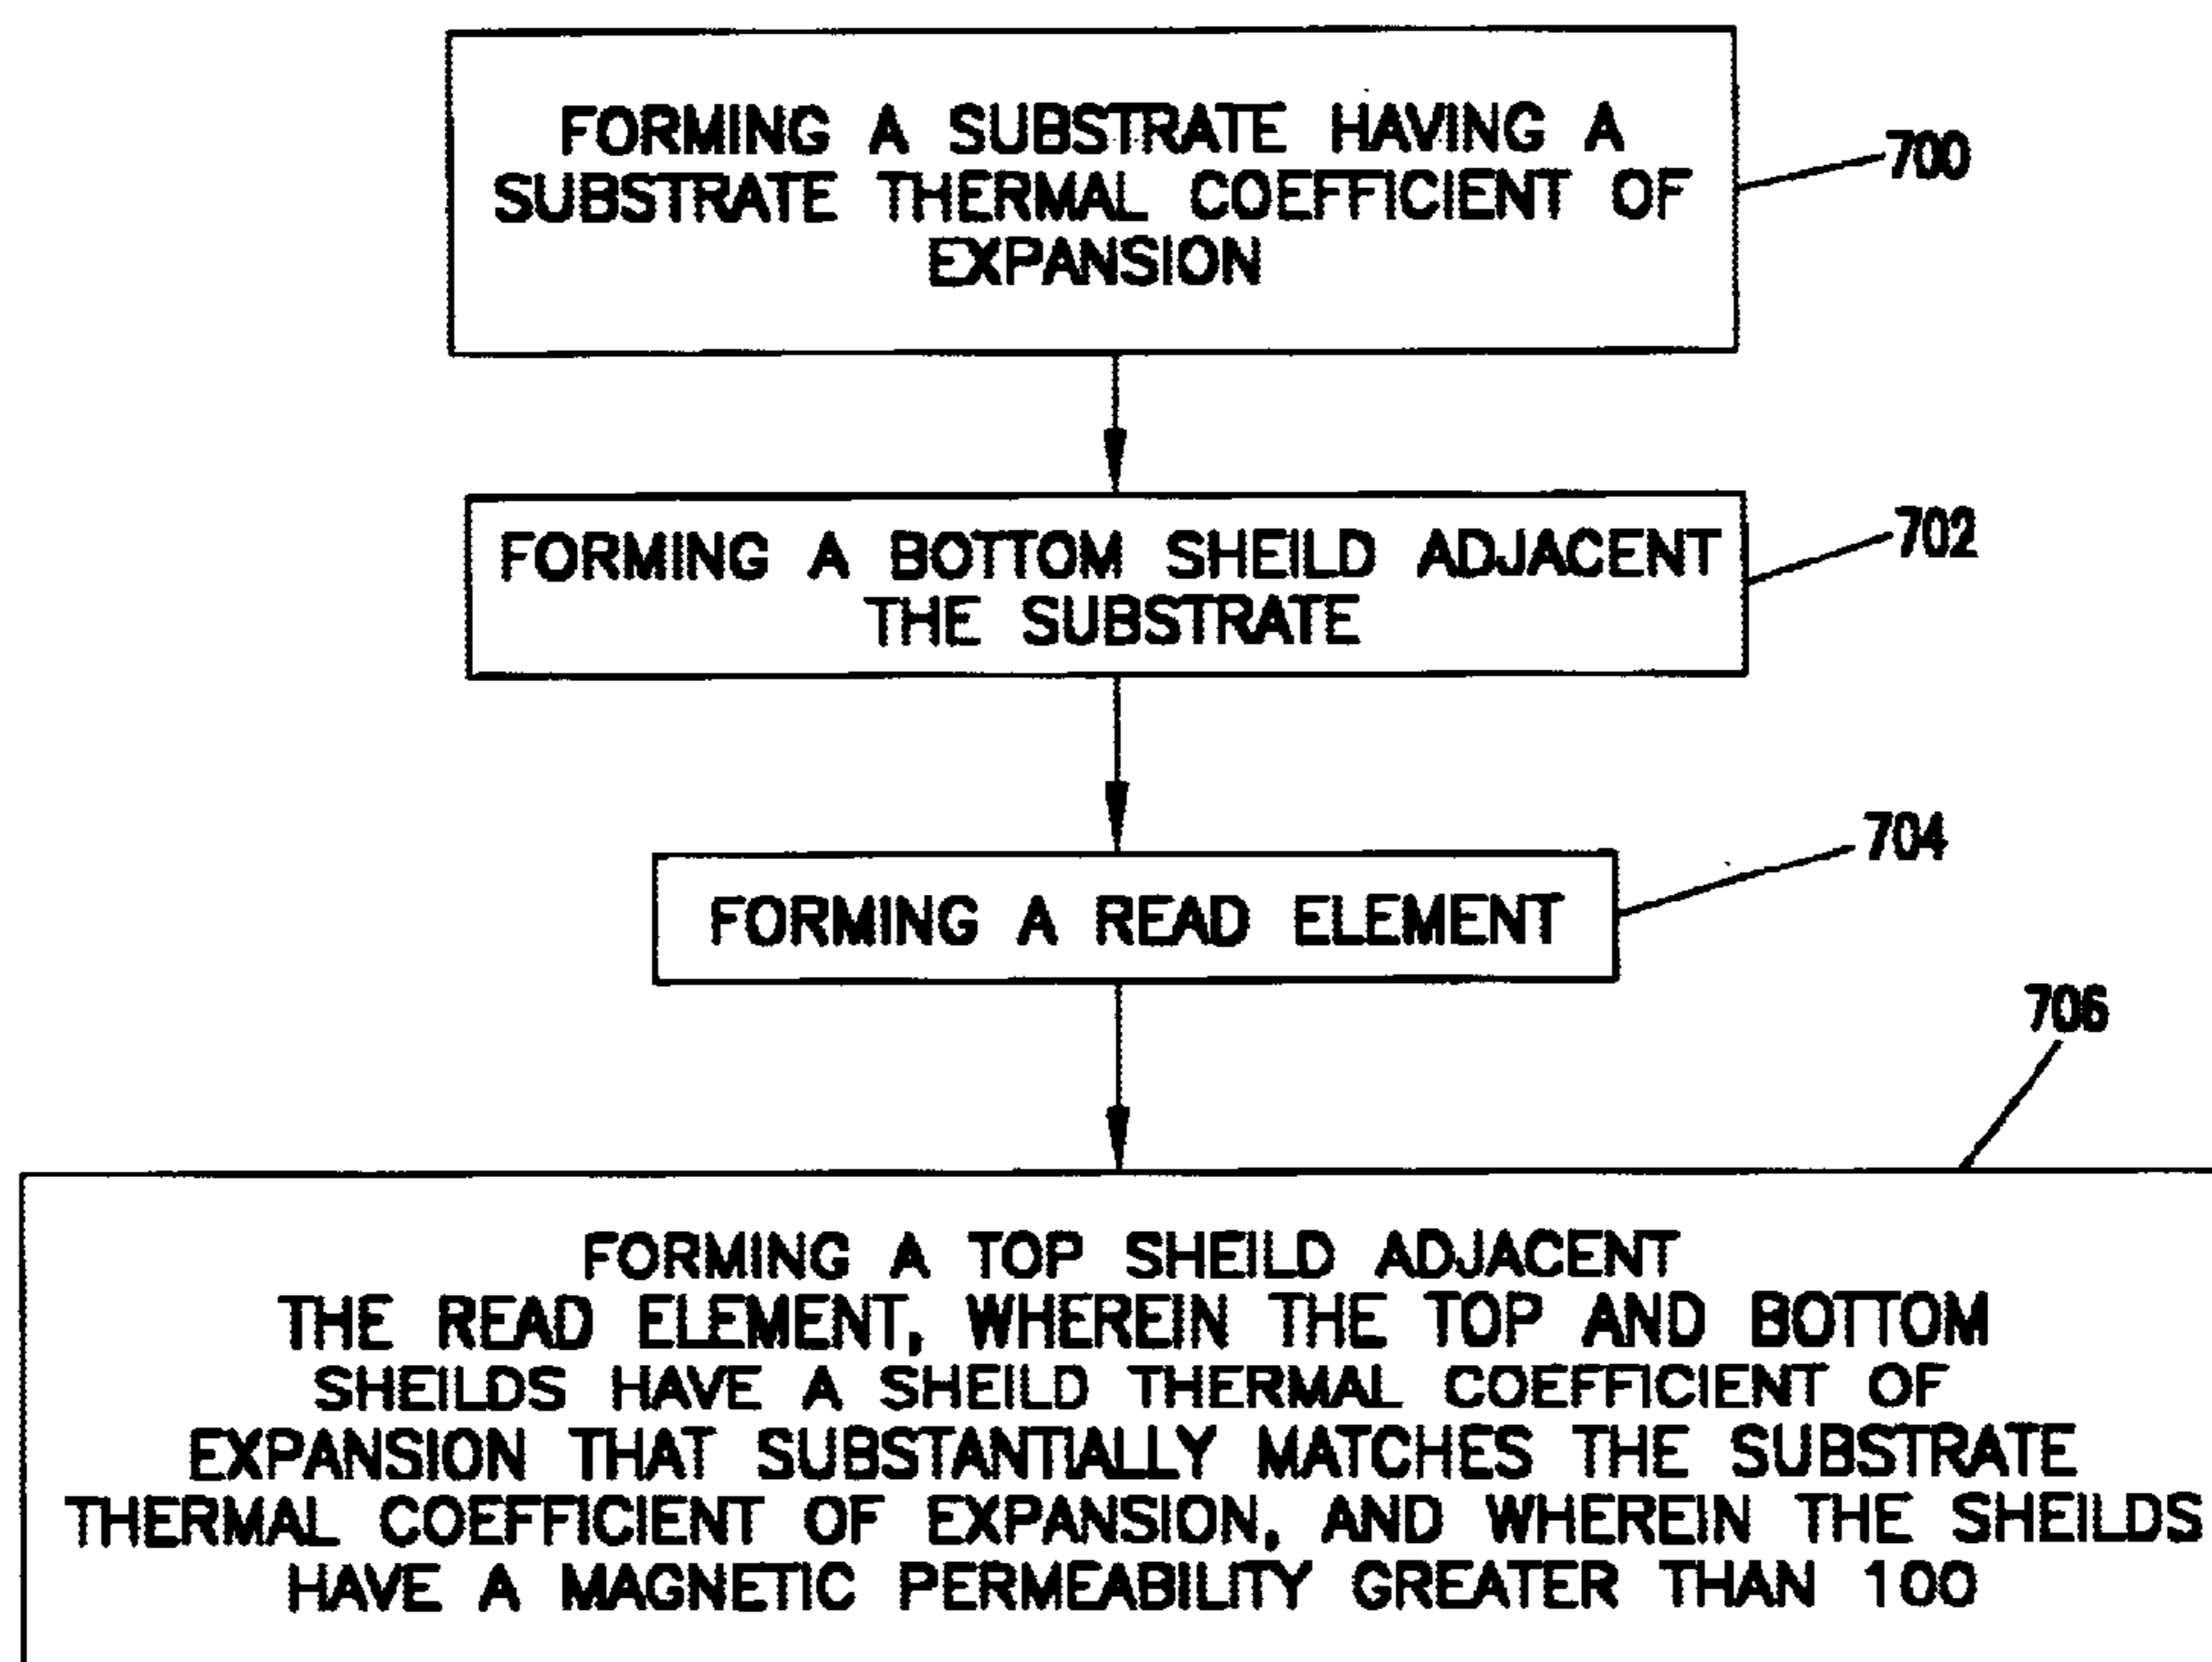 FORMING A SUBSTRATE HAVING A
SUBSTRATE THERMAL COEFFICIENT OF
EXPANSION
700
FORMING A BOTTOM SHEILD ADJACENT
THE SUBSTRATE
702
FORMING A READ ELEMENT
704
706
FORMING A TOP SHEILD ADJACENT
THE READ ELEMENT, WHEREIN THE TOP AND BOTTOM
SHEILDS HAVE A SHEILD THERMAL COEFFICIENT OF
EXPANSION THAT SUBSTANTIALLY MATCHES THE SUBSTRATE
THERMAL COEFFICIENT OF EXPANSION, AND WHEREIN THE SHEILDS
HAVE A MAGNETIC PERMEABILITY GREATER THAN 100